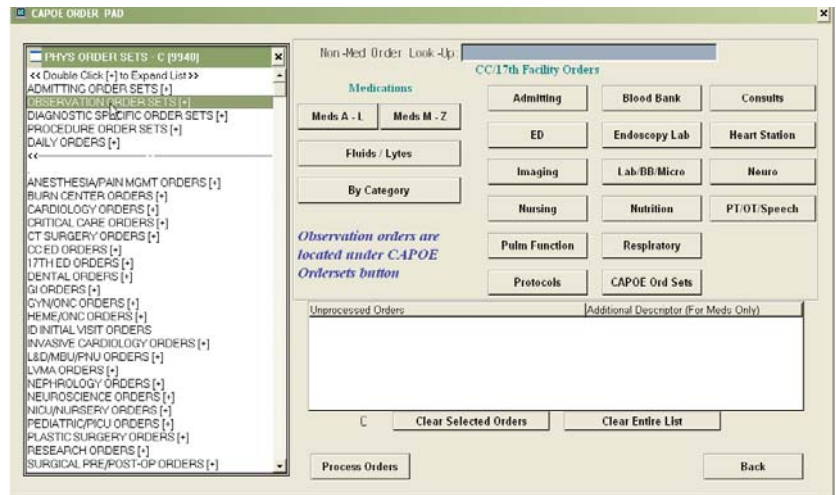 CAPOE ORDER PAD
PHYS ORDER SETS - C (9940)
<< Double Click [+] to Expand List >>
ADMITTING ORDER SETS [+]
OBSERVATION ORDER SETS [+]
DIAGNOSTIC SPECIFIC ORDER SETS [+]
PROCEDURE ORDER SETS [+]
DAILY ORDERS [+]
<<
ANESTHESIA/PAIN MGMT ORDERS [+]
BURN CENTER ORDERS [+]
CARDIOLOGY ORDERS [+]
CRITICAL CARE ORDERS [+]
CT SURGERY ORDERS [+]
CC ED ORDERS [+]
17TH ED ORDERS [+]
DENTAL ORDERS [+]
GI ORDERS [+]
GYN/ONC ORDERS [+]
HEME/ONC ORDERS [+]
ID INITIAL VISIT ORDERS
INVASIVE CARDIOLOGY ORDERS [+]
L&D/MBU/PNU ORDERS [+]
LVMA ORDERS [+]
NEPHROLOGY ORDERS [+]
NEUROSCIENCE ORDERS [+]
NICU/NURSERY ORDERS [+]
PEDIATRIC/PICU ORDERS [+]
PLASTIC SURGERY ORDERS [+]
RESEARCH ORDERS [+]
SURGICAL PRE/POST-OP ORDERS [+]
Non-Med Order Look-Up:
Medications
Meds A - L Meds M - Z
Fluids / Lytes
By Category
Observation orders are
located under CAPOE
Ordersets button
CC/17th Facility Orders
Admitting Blood Bank Consults
ED Endoscopy Lab Heart Station
Imaging Lab/BB/Micro Neuro
Nursing Nutrition PT/OT/Speech
Pulm Function Respiratory
Protocols CAPOE Ord Sets
Unprocessed Orders Additional Descriptor (For Meds Only)
C Clear Selected Orders Clear Entire List
Process Orders Back